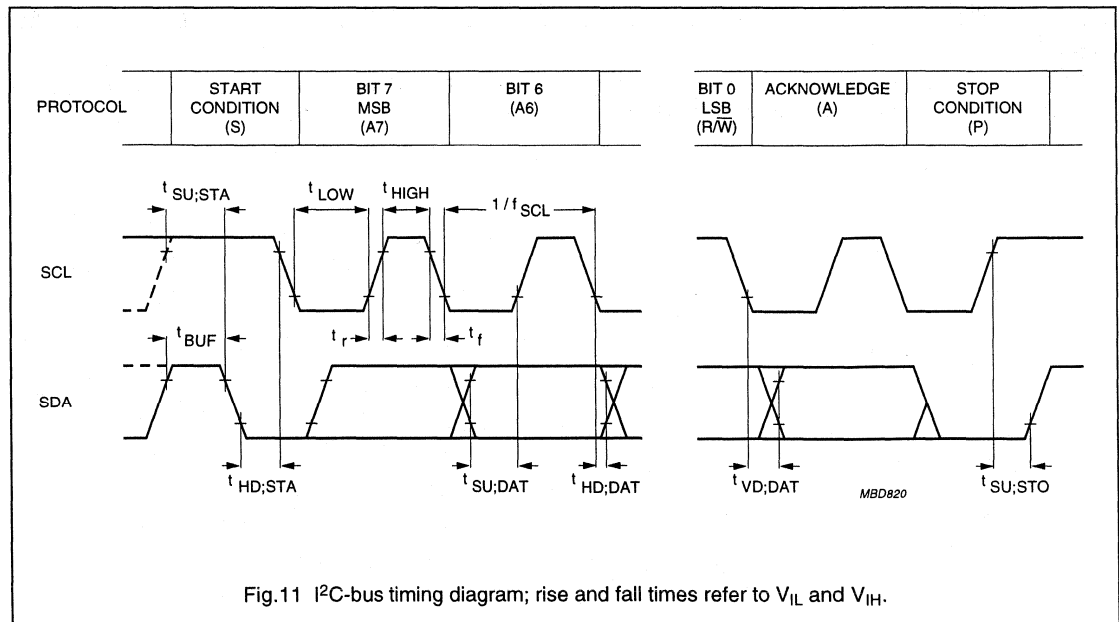 PROTOCOL
START CONDITION (S)
BIT 7 MSB (A7)
BIT 6 (A6)
BIT 0 LSB (R/W̅)
ACKNOWLEDGE (A)
STOP CONDITION (P)
t SU;STA
t LOW
t HIGH
1 / f SCL
SCL
t BUF
t r
t f
SDA
t HD;STA
t SU;DAT
t HD;DAT
t VD;DAT
MBD820
t SU;STO
Fig.11 I²C-bus timing diagram; rise and fall times refer to V_IL and V_IH.